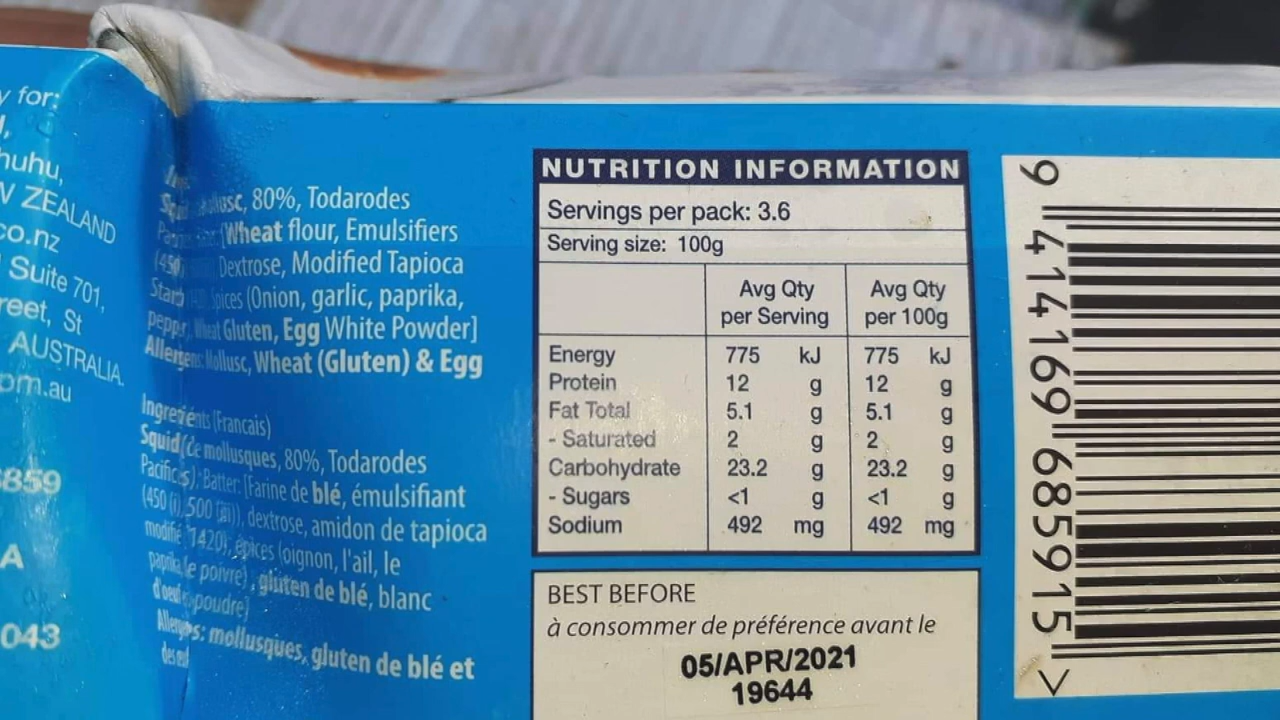 y for:
huhu,
ZEALAND
co.nz
Suite 701,
reet, St
AUSTRALIA.
pm.au
859
A
043
80%, Todarodes
[Wheat flour, Emulsifiers
Dextrose, Modified Tapioca
Spices (Onion, garlic, paprika,
pepper, Wheat Gluten, Egg White Powder]
Allergens: Mollusc, Wheat (Gluten) & Egg
Ingredients (Francais)
Squid (de mollusques, 80%, Todarodes
Pacificus). Batter: [Farine de blé, émulsifiant
(450 (i), 500 (ii)), dextrose, amidon de tapioca
modifié 1420), épices (oignon, l'ail, le
paprika, le poivre), gluten de blé, blanc
d'oeuf poudre]
Allergens: mollusques, gluten de blé et
des
NUTRITION INFORMATION
Servings per pack: 3.6
Serving size: 100g
Avg Qty per Serving Avg Qty per 100g
Energy 775 kJ 775 kJ
Protein 12 g 12 g
Fat Total 5.1 g 5.1 g
- Saturated 2 g 2 g
Carbohydrate 23.2 g 23.2 g
- Sugars <1 g <1 g
Sodium 492 mg 492 mg
BEST BEFORE
à consommer de préférence avant le
05/APR/2021
19644
9 414169 685915 >